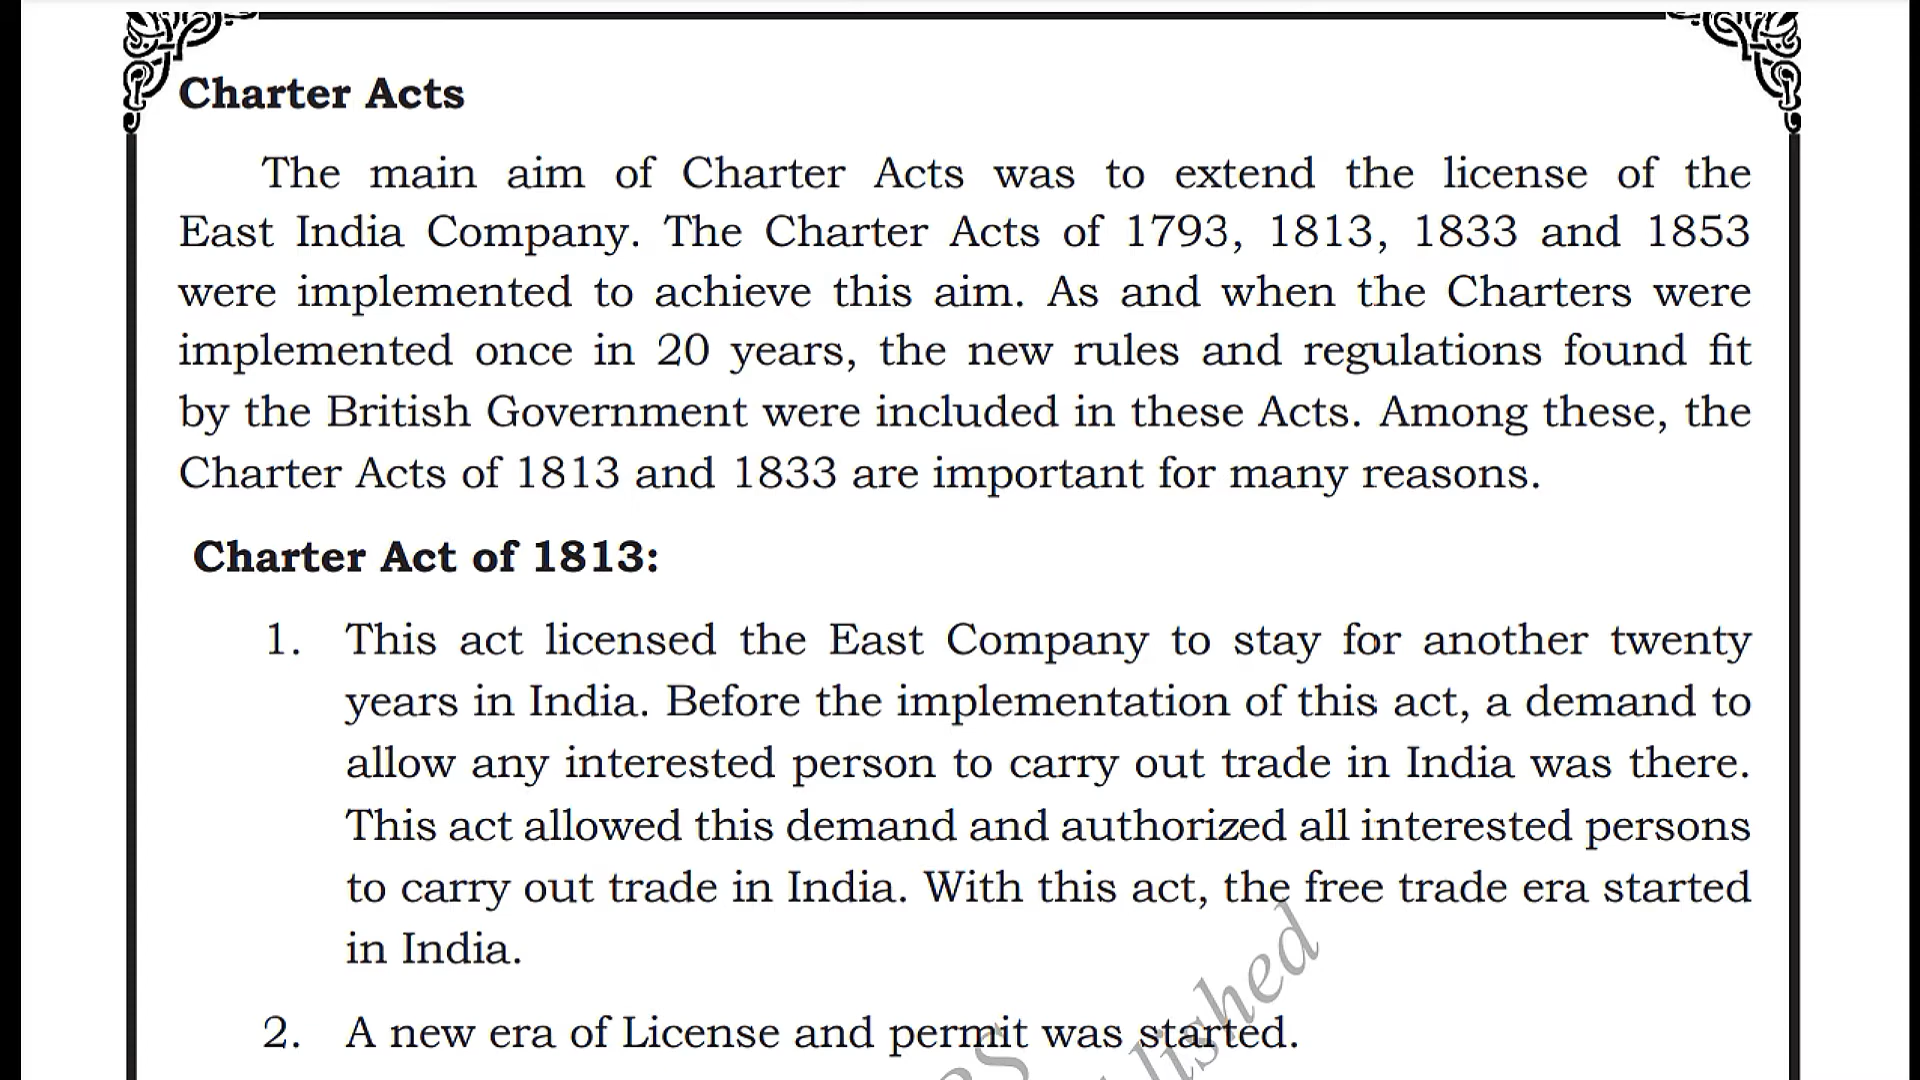 Charter Acts
The main aim of Charter Acts was to extend the license of the
East India Company. The Charter Acts of 1793, 1813, 1833 and 1853
were implemented to achieve this aim. As and when the Charters were
implemented once in 20 years, the new rules and regulations found fit
by the British Government were included in these Acts. Among these, the
Charter Acts of 1813 and 1833 are important for many reasons.
Charter Act of 1813:
1. This act licensed the East Company to stay for another twenty
years in India. Before the implementation of this act, a demand to
allow any interested person to carry out trade in India was there.
This act allowed this demand and authorized all interested persons
to carry out trade in India. With this act, the free trade era started
in India.
2. A new era of License and permit was started.